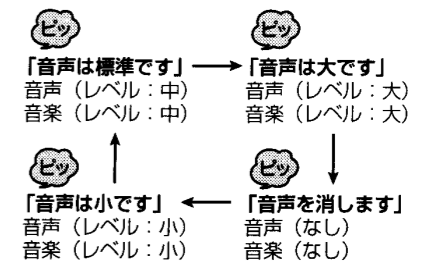 ピッ
「音声は標準です」
音声（レベル：中）
音楽（レベル：中）
ピッ
「音声は大です」
音声（レベル：大）
音楽（レベル：大）
ピッ
「音声は小です」
音声（レベル：小）
音楽（レベル：小）
ピッ
「音声を消します」
音声（なし）
音楽（なし）